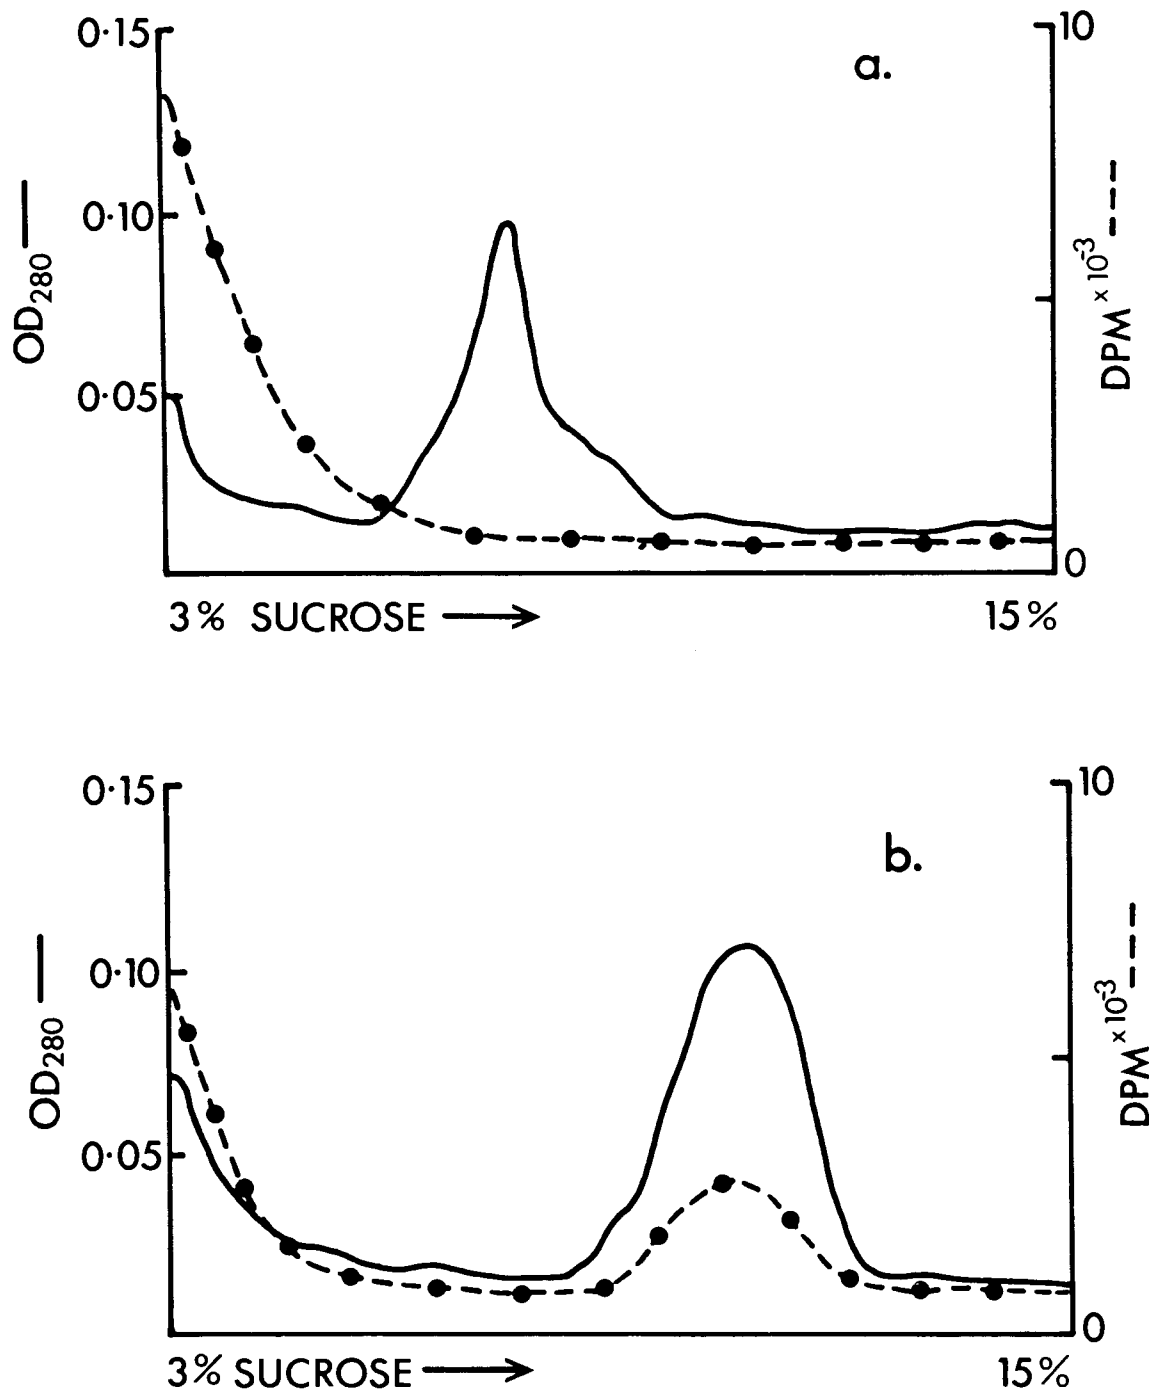 0·15
10
a.
0·10
OD280 —
DPM ×10-3 ---
0·05
0
3% SUCROSE →
15%
0·15
10
b.
0·10
OD280 —
DPM ×10-3 ---
0·05
0
3% SUCROSE →
15%